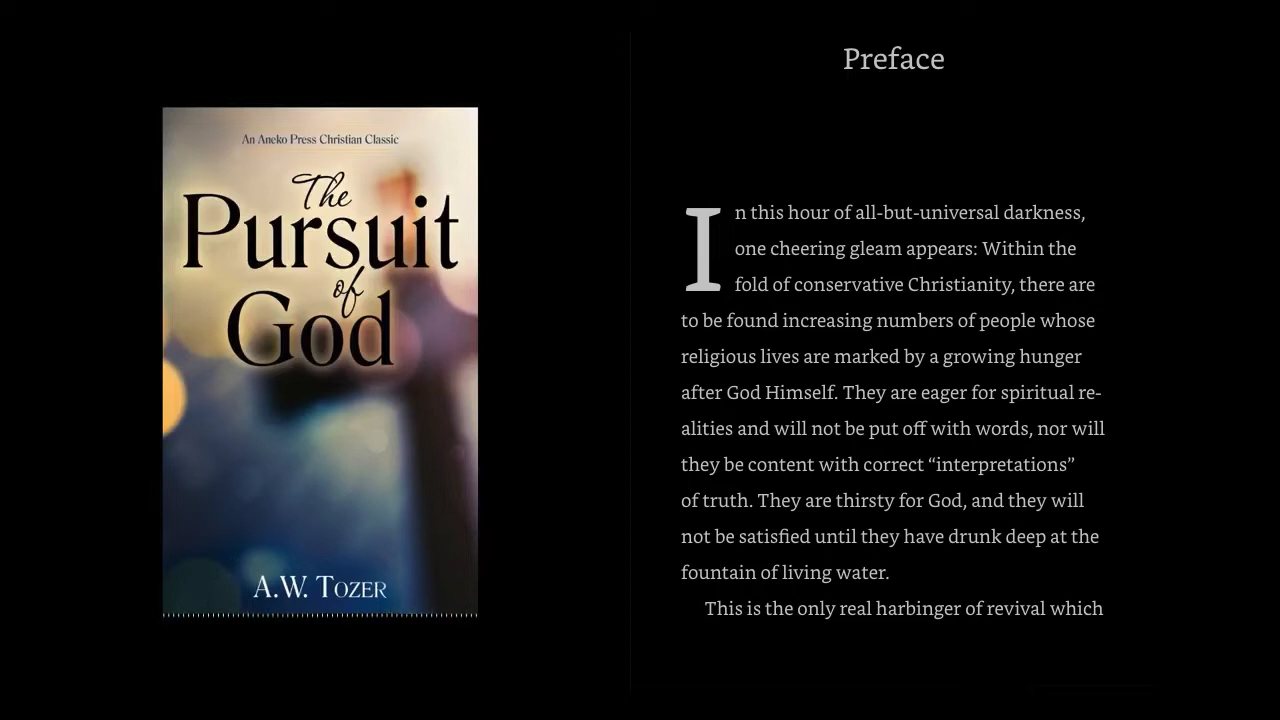 An Aneko Press Christian Classic
The
Pursuit
of
God
A.W. Tozer
Preface
In this hour of all-but-universal darkness,
one cheering gleam appears: Within the
fold of conservative Christianity, there are
to be found increasing numbers of people whose
religious lives are marked by a growing hunger
after God Himself. They are eager for spiritual re-
alities and will not be put off with words, nor will
they be content with correct “interpretations”
of truth. They are thirsty for God, and they will
not be satisfied until they have drunk deep at the
fountain of living water.
This is the only real harbinger of revival which